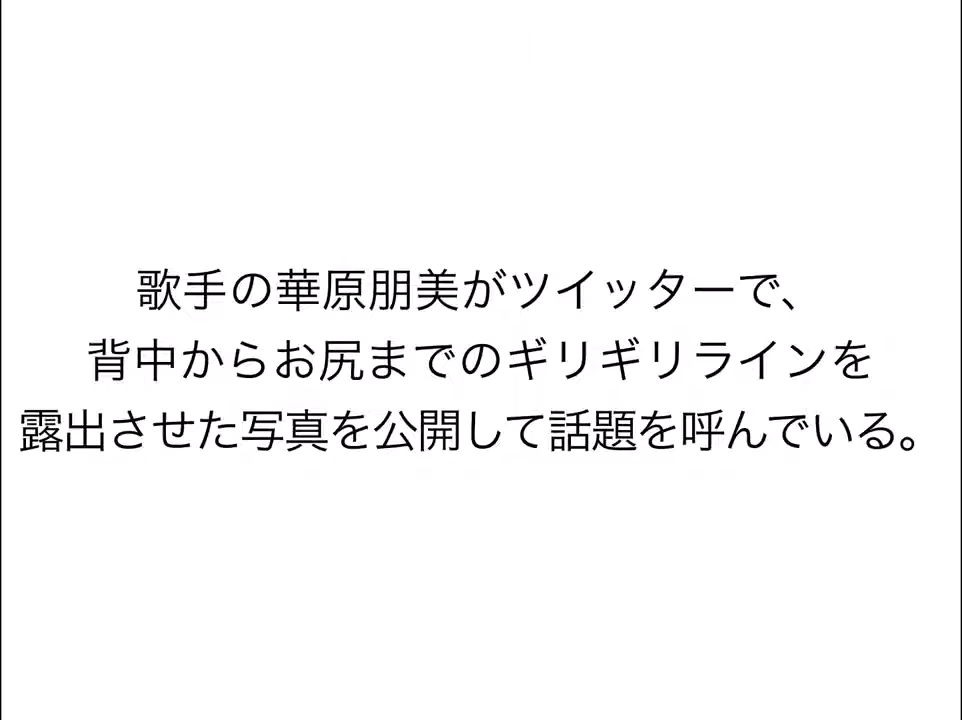 歌手の華原朋美がツイッターで、
背中からお尻までのギリギリラインを
露出させた写真を公開して話題を呼んでいる。